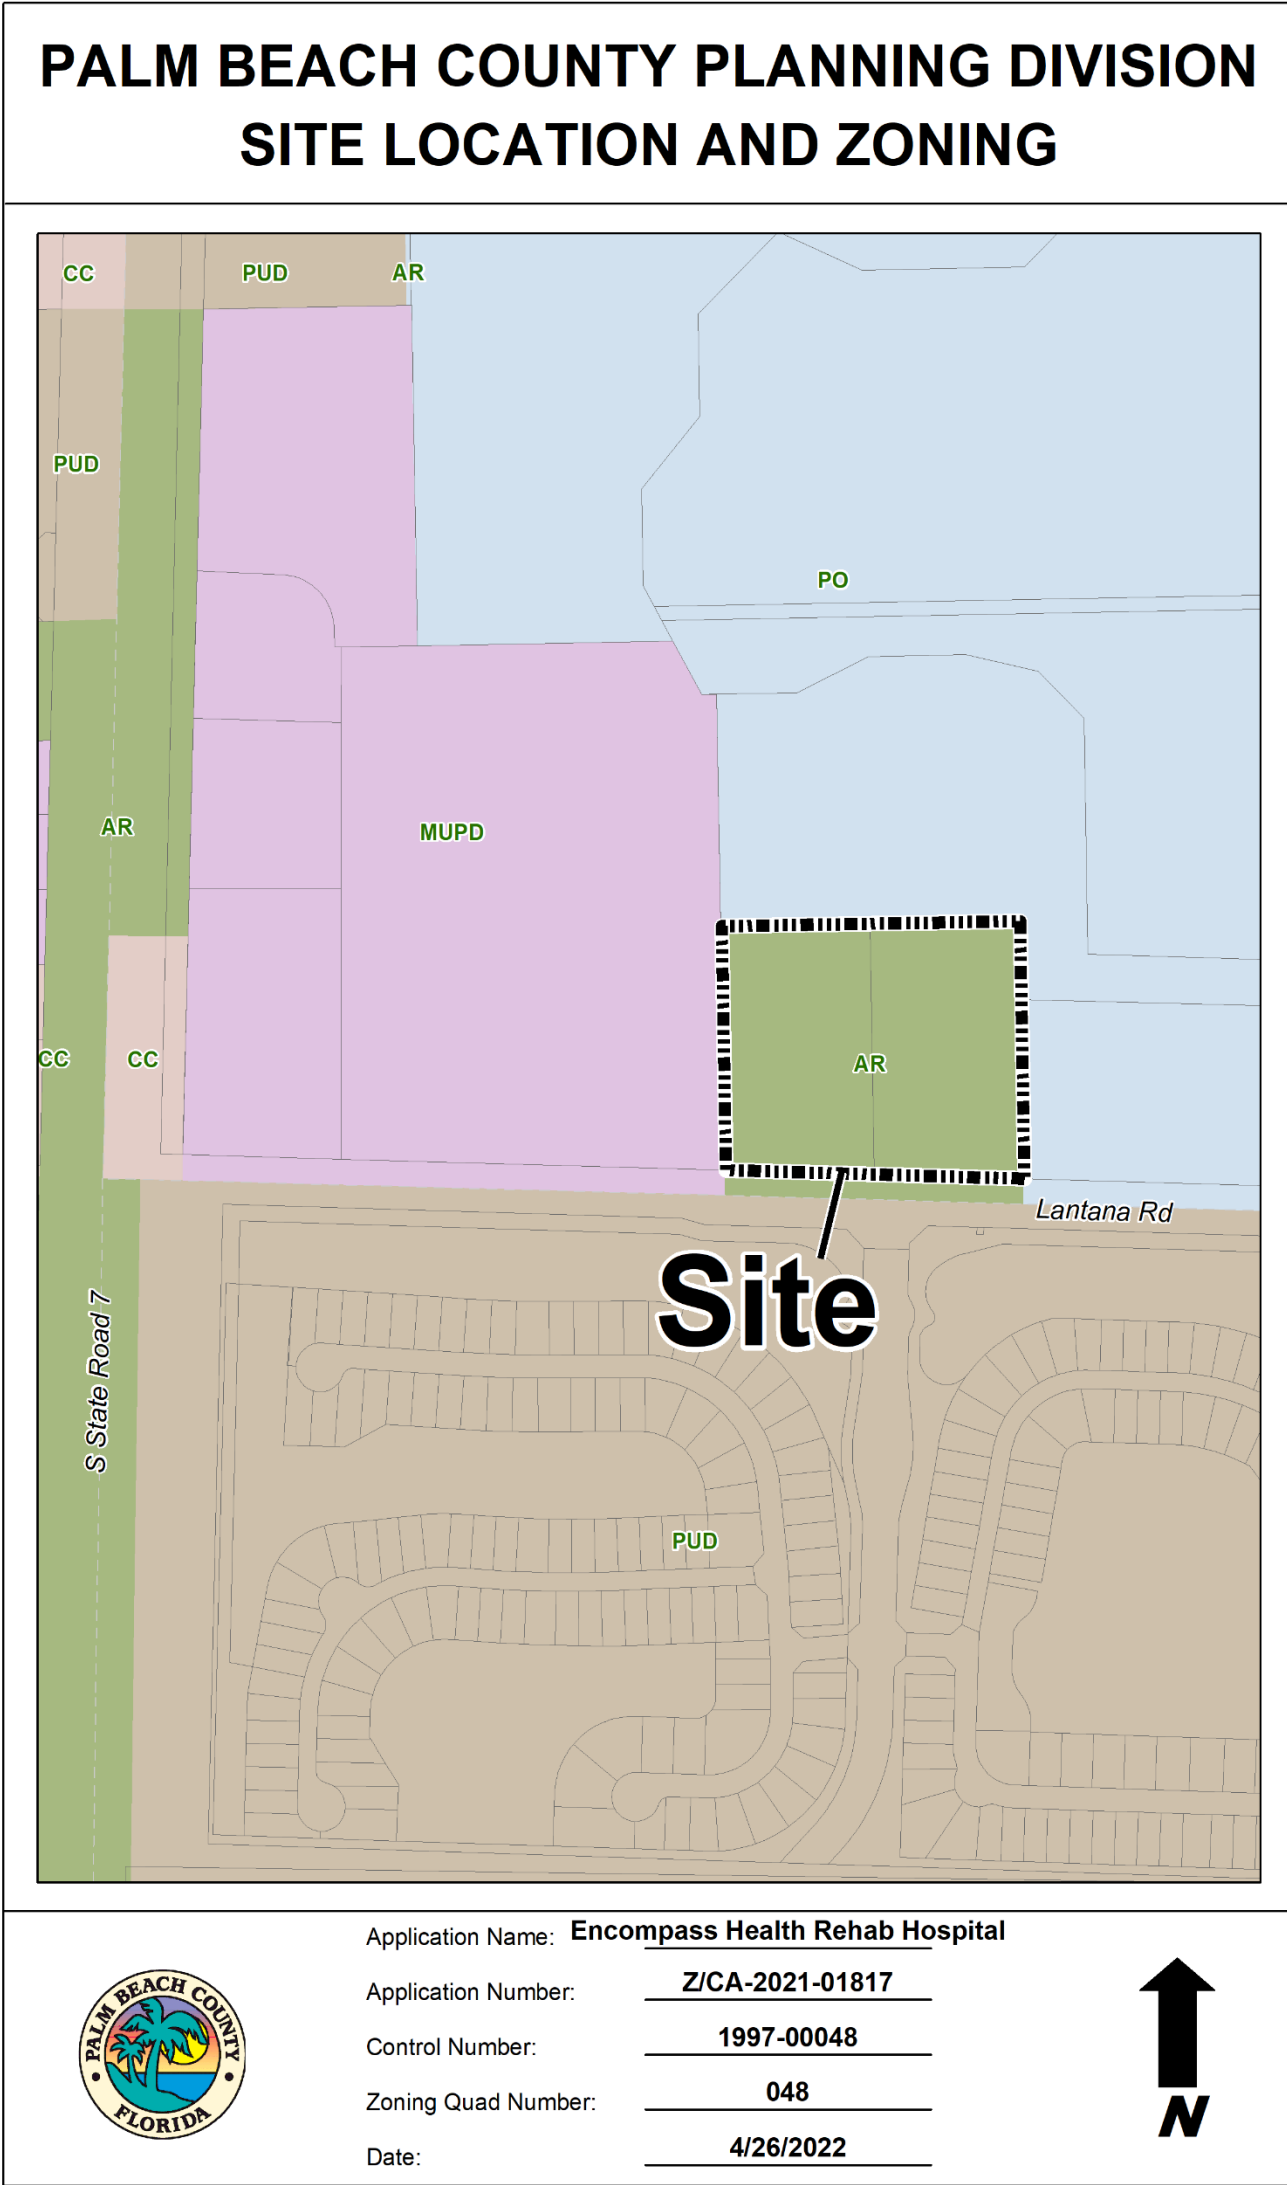 PALM BEACH COUNTY PLANNING DIVISION
SITE LOCATION AND ZONING
CC
PUD
AR
PUD
PO
AR
MUPD
CC
CC
AR
Lantana Rd
Site
S State Road 7
PUD
Application Name: Encompass Health Rehab Hospital
Application Number: Z/CA-2021-01817
Control Number: 1997-00048
Zoning Quad Number: 048
Date: 4/26/2022
PALM BEACH COUNTY
FLORIDA
N